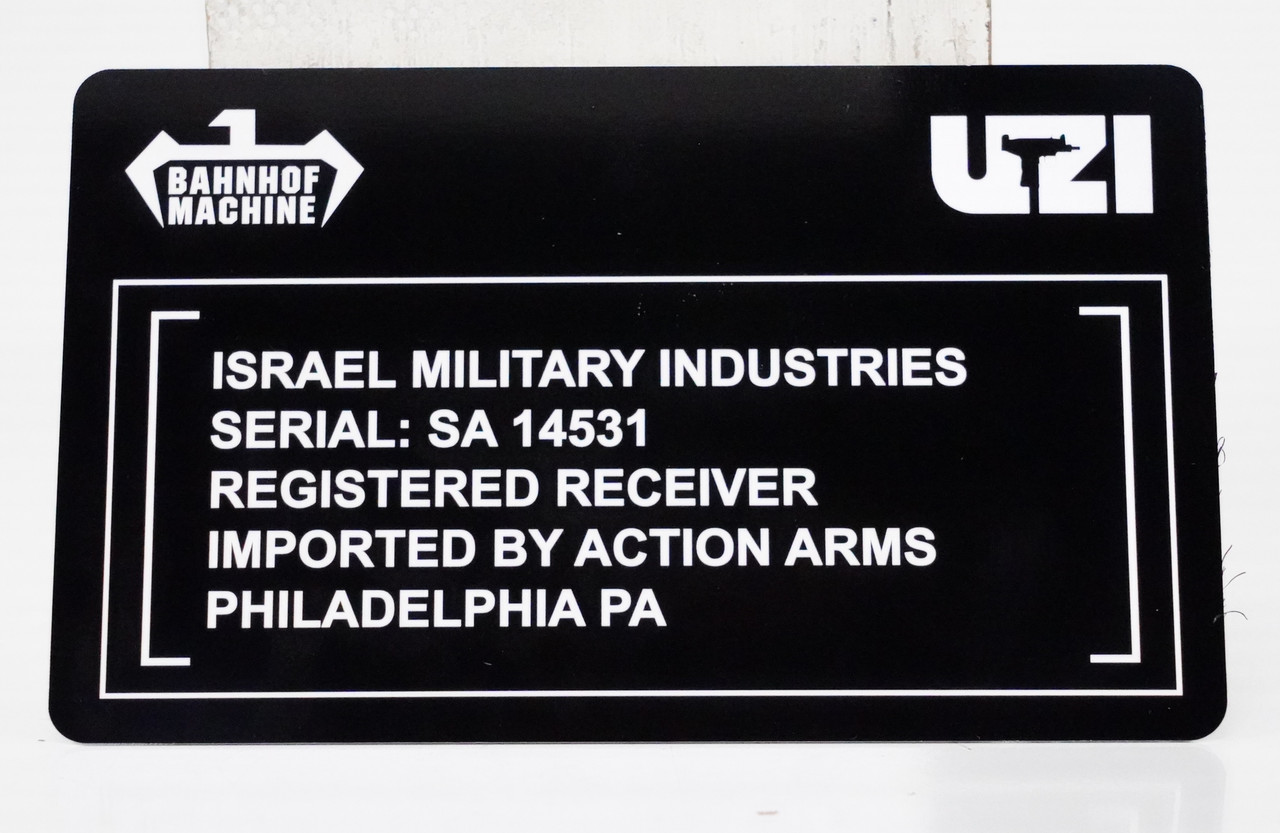 BAHNHOF
MACHINE
UZI
ISRAEL MILITARY INDUSTRIES
SERIAL: SA 14531
REGISTERED RECEIVER
IMPORTED BY ACTION ARMS
PHILADELPHIA PA